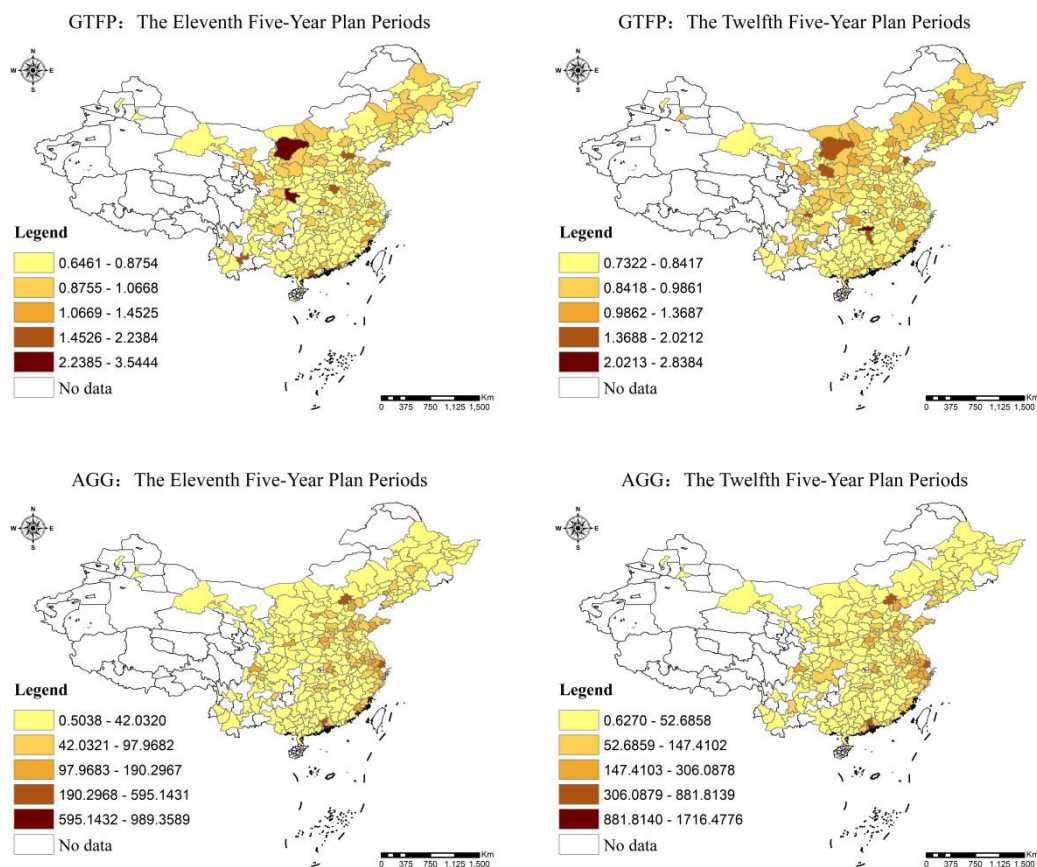 GTFP：The Eleventh Five-Year Plan Periods
N
W E
S
Legend
0.6461 - 0.8754
0.8755 - 1.0668
1.0669 - 1.4525
1.4526 - 2.2384
2.2385 - 3.5444
No data
Km
0 375 750 1,125 1,500
GTFP：The Twelfth Five-Year Plan Periods
N
W E
S
Legend
0.7322 - 0.8417
0.8418 - 0.9861
0.9862 - 1.3687
1.3688 - 2.0212
2.0213 - 2.8384
No data
Km
0 375 750 1,125 1,500
AGG：The Eleventh Five-Year Plan Periods
N
W E
S
Legend
0.5038 - 42.0320
42.0321 - 97.9682
97.9683 - 190.2967
190.2968 - 595.1431
595.1432 - 989.3589
No data
Km
0 375 750 1,125 1,500
AGG：The Twelfth Five-Year Plan Periods
N
W E
S
Legend
0.6270 - 52.6858
52.6859 - 147.4102
147.4103 - 306.0878
306.0879 - 881.8139
881.8140 - 1716.4776
No data
Km
0 375 750 1,125 1,500